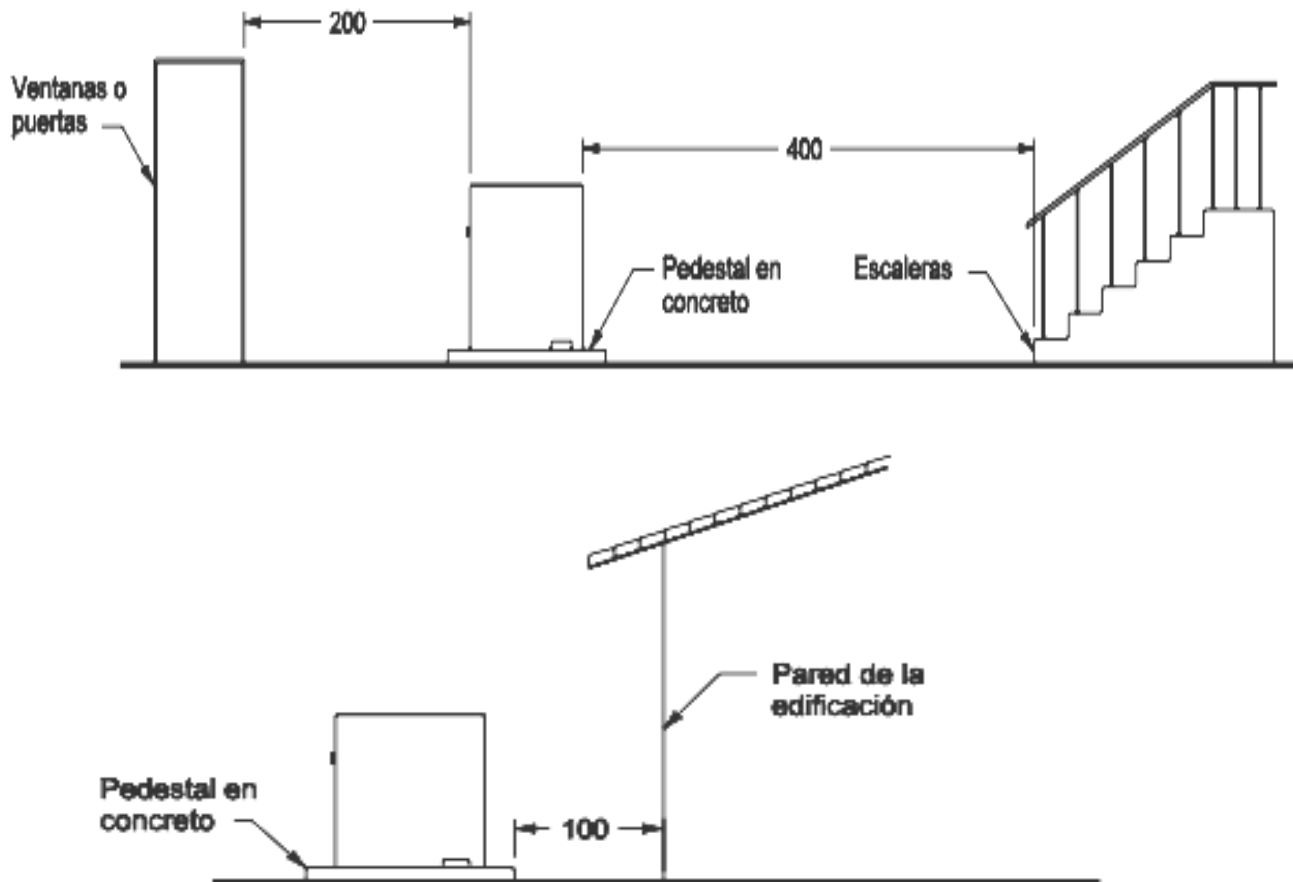 200
Ventanas o
puertas
400
Pedestal en
concreto
Escaleras
Pared de la
edificación
Pedestal en
concreto
100